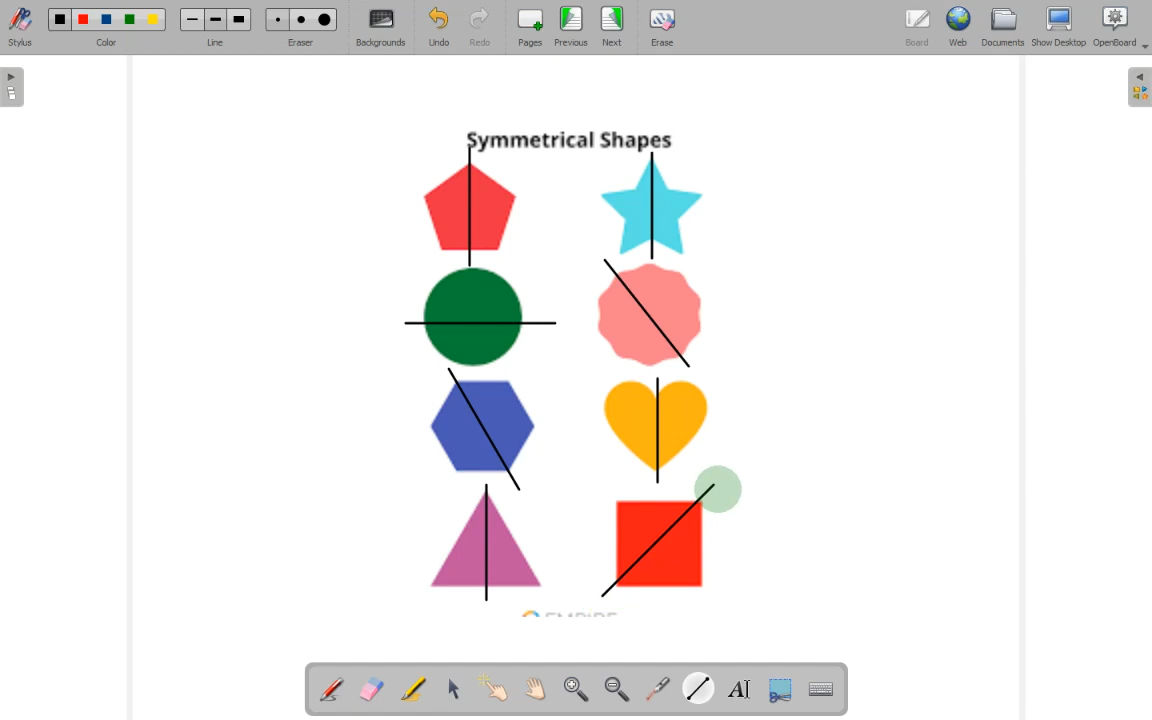 Stylus
Color
Line
Eraser
Backgrounds
Undo
Redo
Pages
Previous
Next
Erase
Board
Web
Documents
Show Desktop
OpenBoard
Symmetrical Shapes